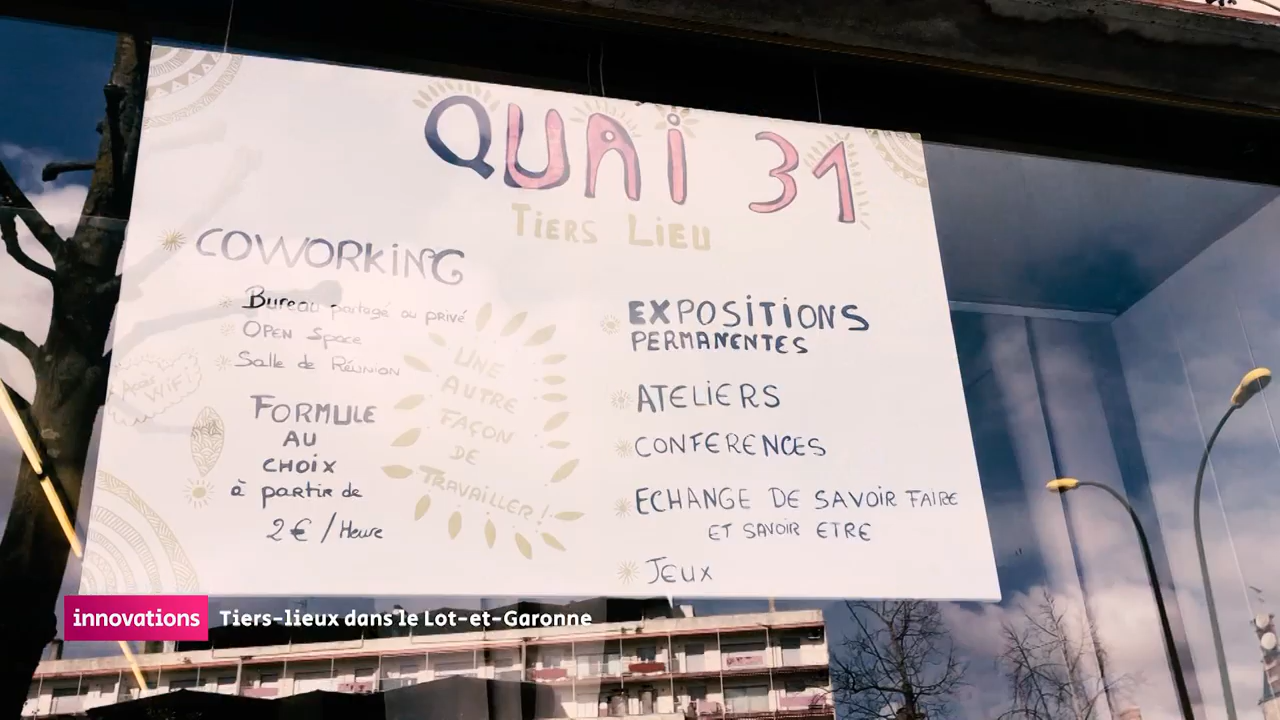 QUAI 31
TIERS LIEU
COWORKING
Bureau partagé ou privé
OPEN Space
Salle de Réunion
Accès
WIFI
FORMULE
AU
CHOIX
à partir de
2€ / Heure
UNE
AUTRE
FAÇON
DE
TRAVAILLER !
EXPOSITIONS
PERMANENTES
ATELIERS
CONFERENCES
ECHANGE DE SAVOIR FAIRE
ET SAVOIR ETRE
JEUX
innovations Tiers-lieux dans le Lot-et-Garonne